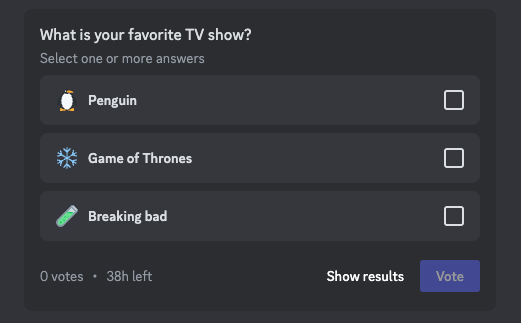 What is your favorite TV show?
Select one or more answers
Penguin
Game of Thrones
Breaking bad
0 votes • 38h left
Show results
Vote